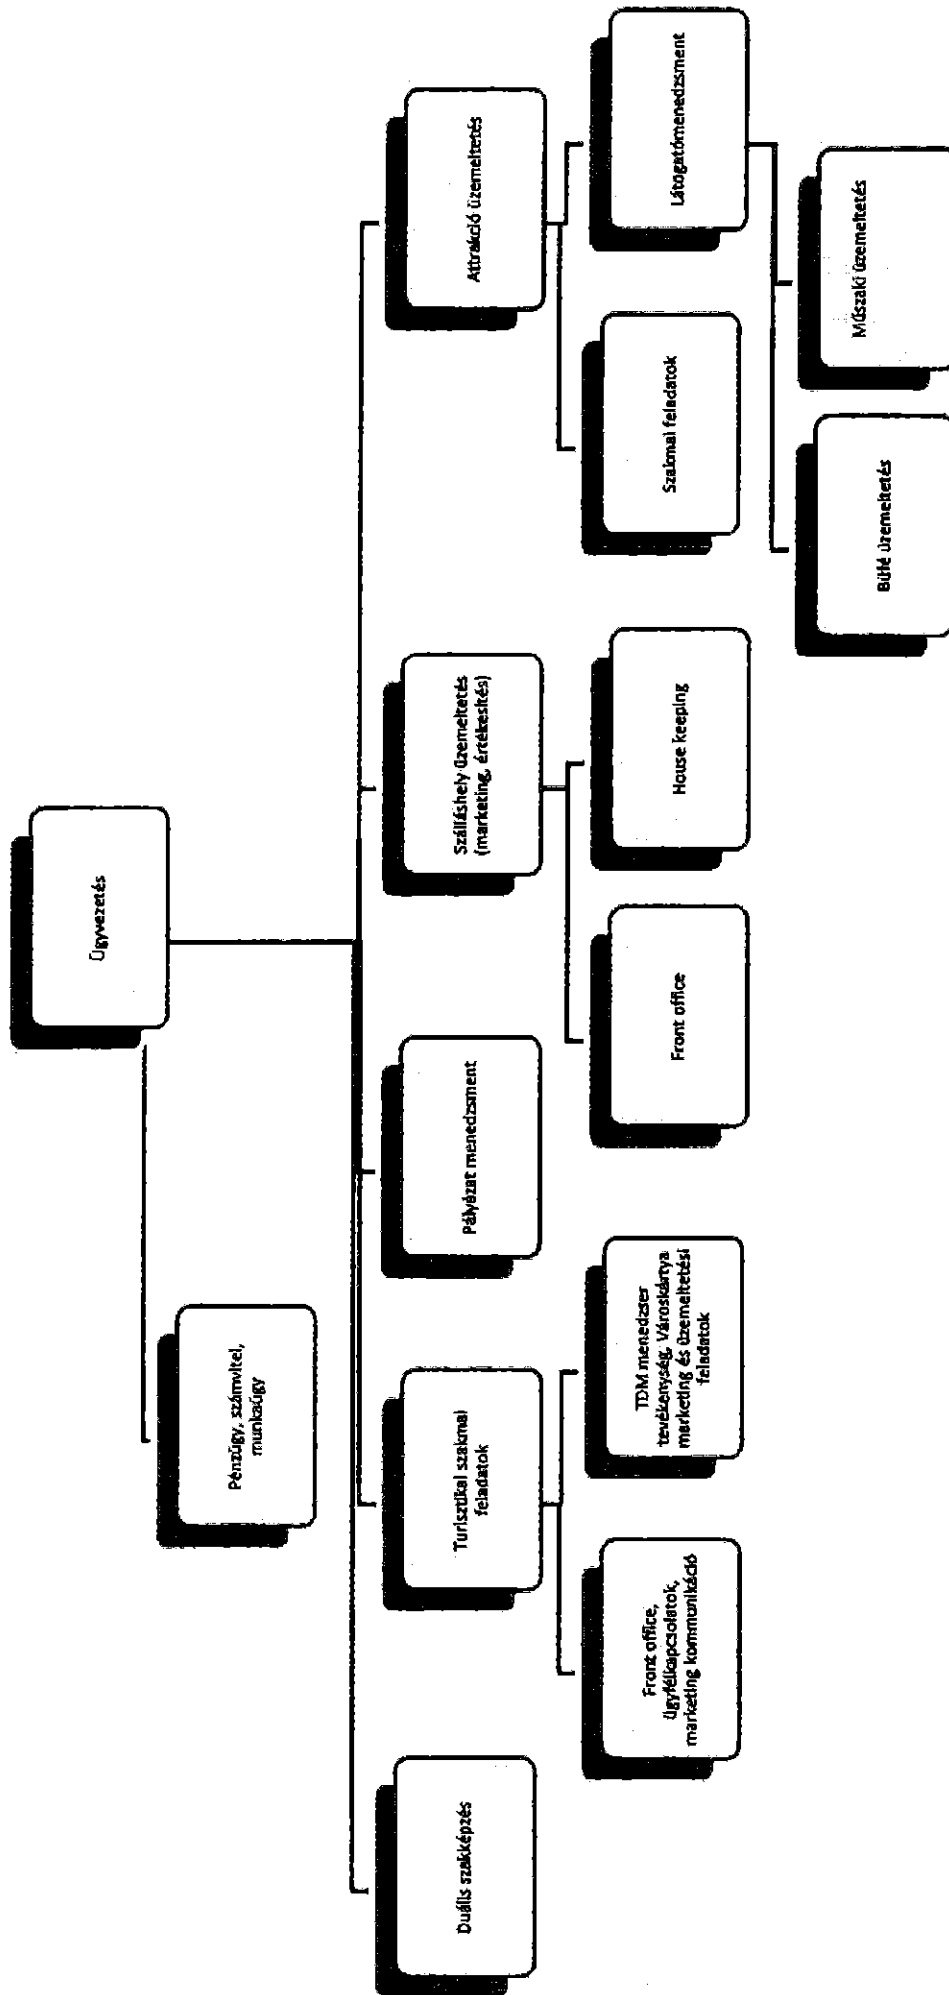 Ügyvezetés
Pénzügy, számvitel,
munkaügy
Duális szakképzés
Turisztikai szakmai
feladatok
Pályázat menedzsment
Szálláshely üzemeltetés
(marketing, értékesítés)
Attrakció üzemeltetés
Front office,
ügyfélkapcsolatok,
marketing kommunikáció
TDM menedzser
tevékenység, Városkártya
marketing és üzemeltetési
feladatok
Front office
House keeping
Szakmai feladatok
Látogatómenedzsment
Büfé üzemeltetés
Műszaki üzemeltetés